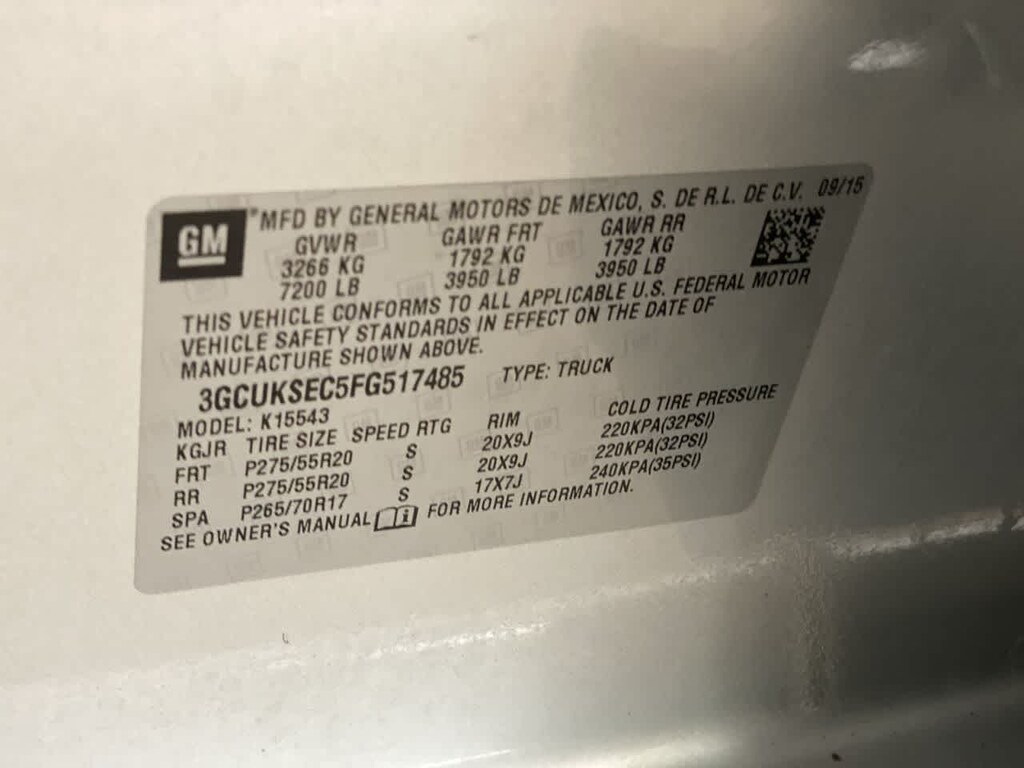 GM *MFD BY GENERAL MOTORS DE MEXICO, S. DE R.L. DE C.V. 09/15
GVWR GAWR FRT GAWR RR
3266 KG 1792 KG 1792 KG
7200 LB 3950 LB 3950 LB
THIS VEHICLE CONFORMS TO ALL APPLICABLE U.S. FEDERAL MOTOR
VEHICLE SAFETY STANDARDS IN EFFECT ON THE DATE OF
MANUFACTURE SHOWN ABOVE.
3GCUKSEC5FG517485 TYPE: TRUCK
MODEL: K15543
KGJR TIRE SIZE SPEED RTG RIM COLD TIRE PRESSURE
FRT P275/55R20 S 20X9J 220KPA(32PSI)
RR P275/55R20 S 20X9J 220KPA(32PSI)
SPA P265/70R17 S 17X7J 240KPA(35PSI)
SEE OWNER'S MANUAL FOR MORE INFORMATION.